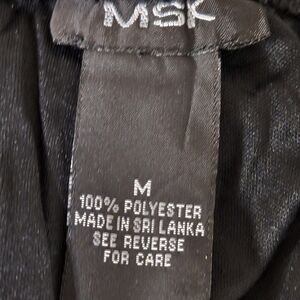 MSK
M
100% POLYESTER
MADE IN SRI LANKA
SEE REVERSE
FOR CARE